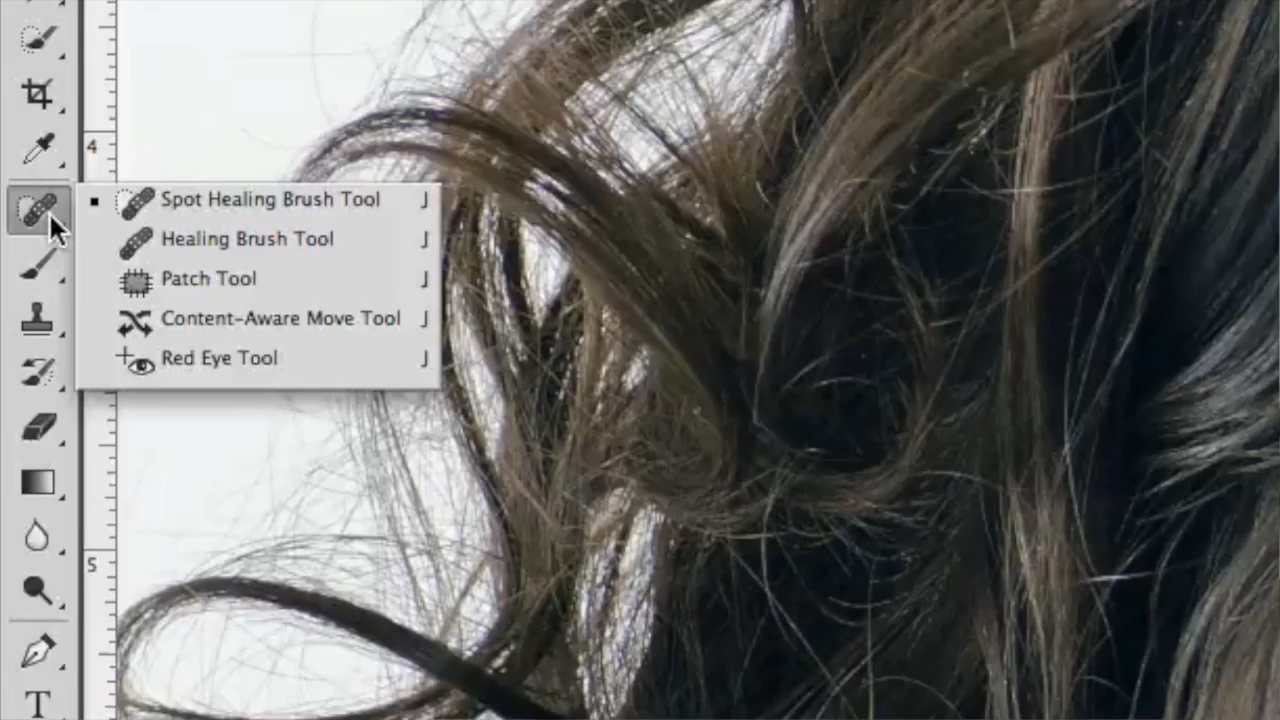 4
Spot Healing Brush Tool J
Healing Brush Tool J
Patch Tool J
Content-Aware Move Tool J
Red Eye Tool J
5
T